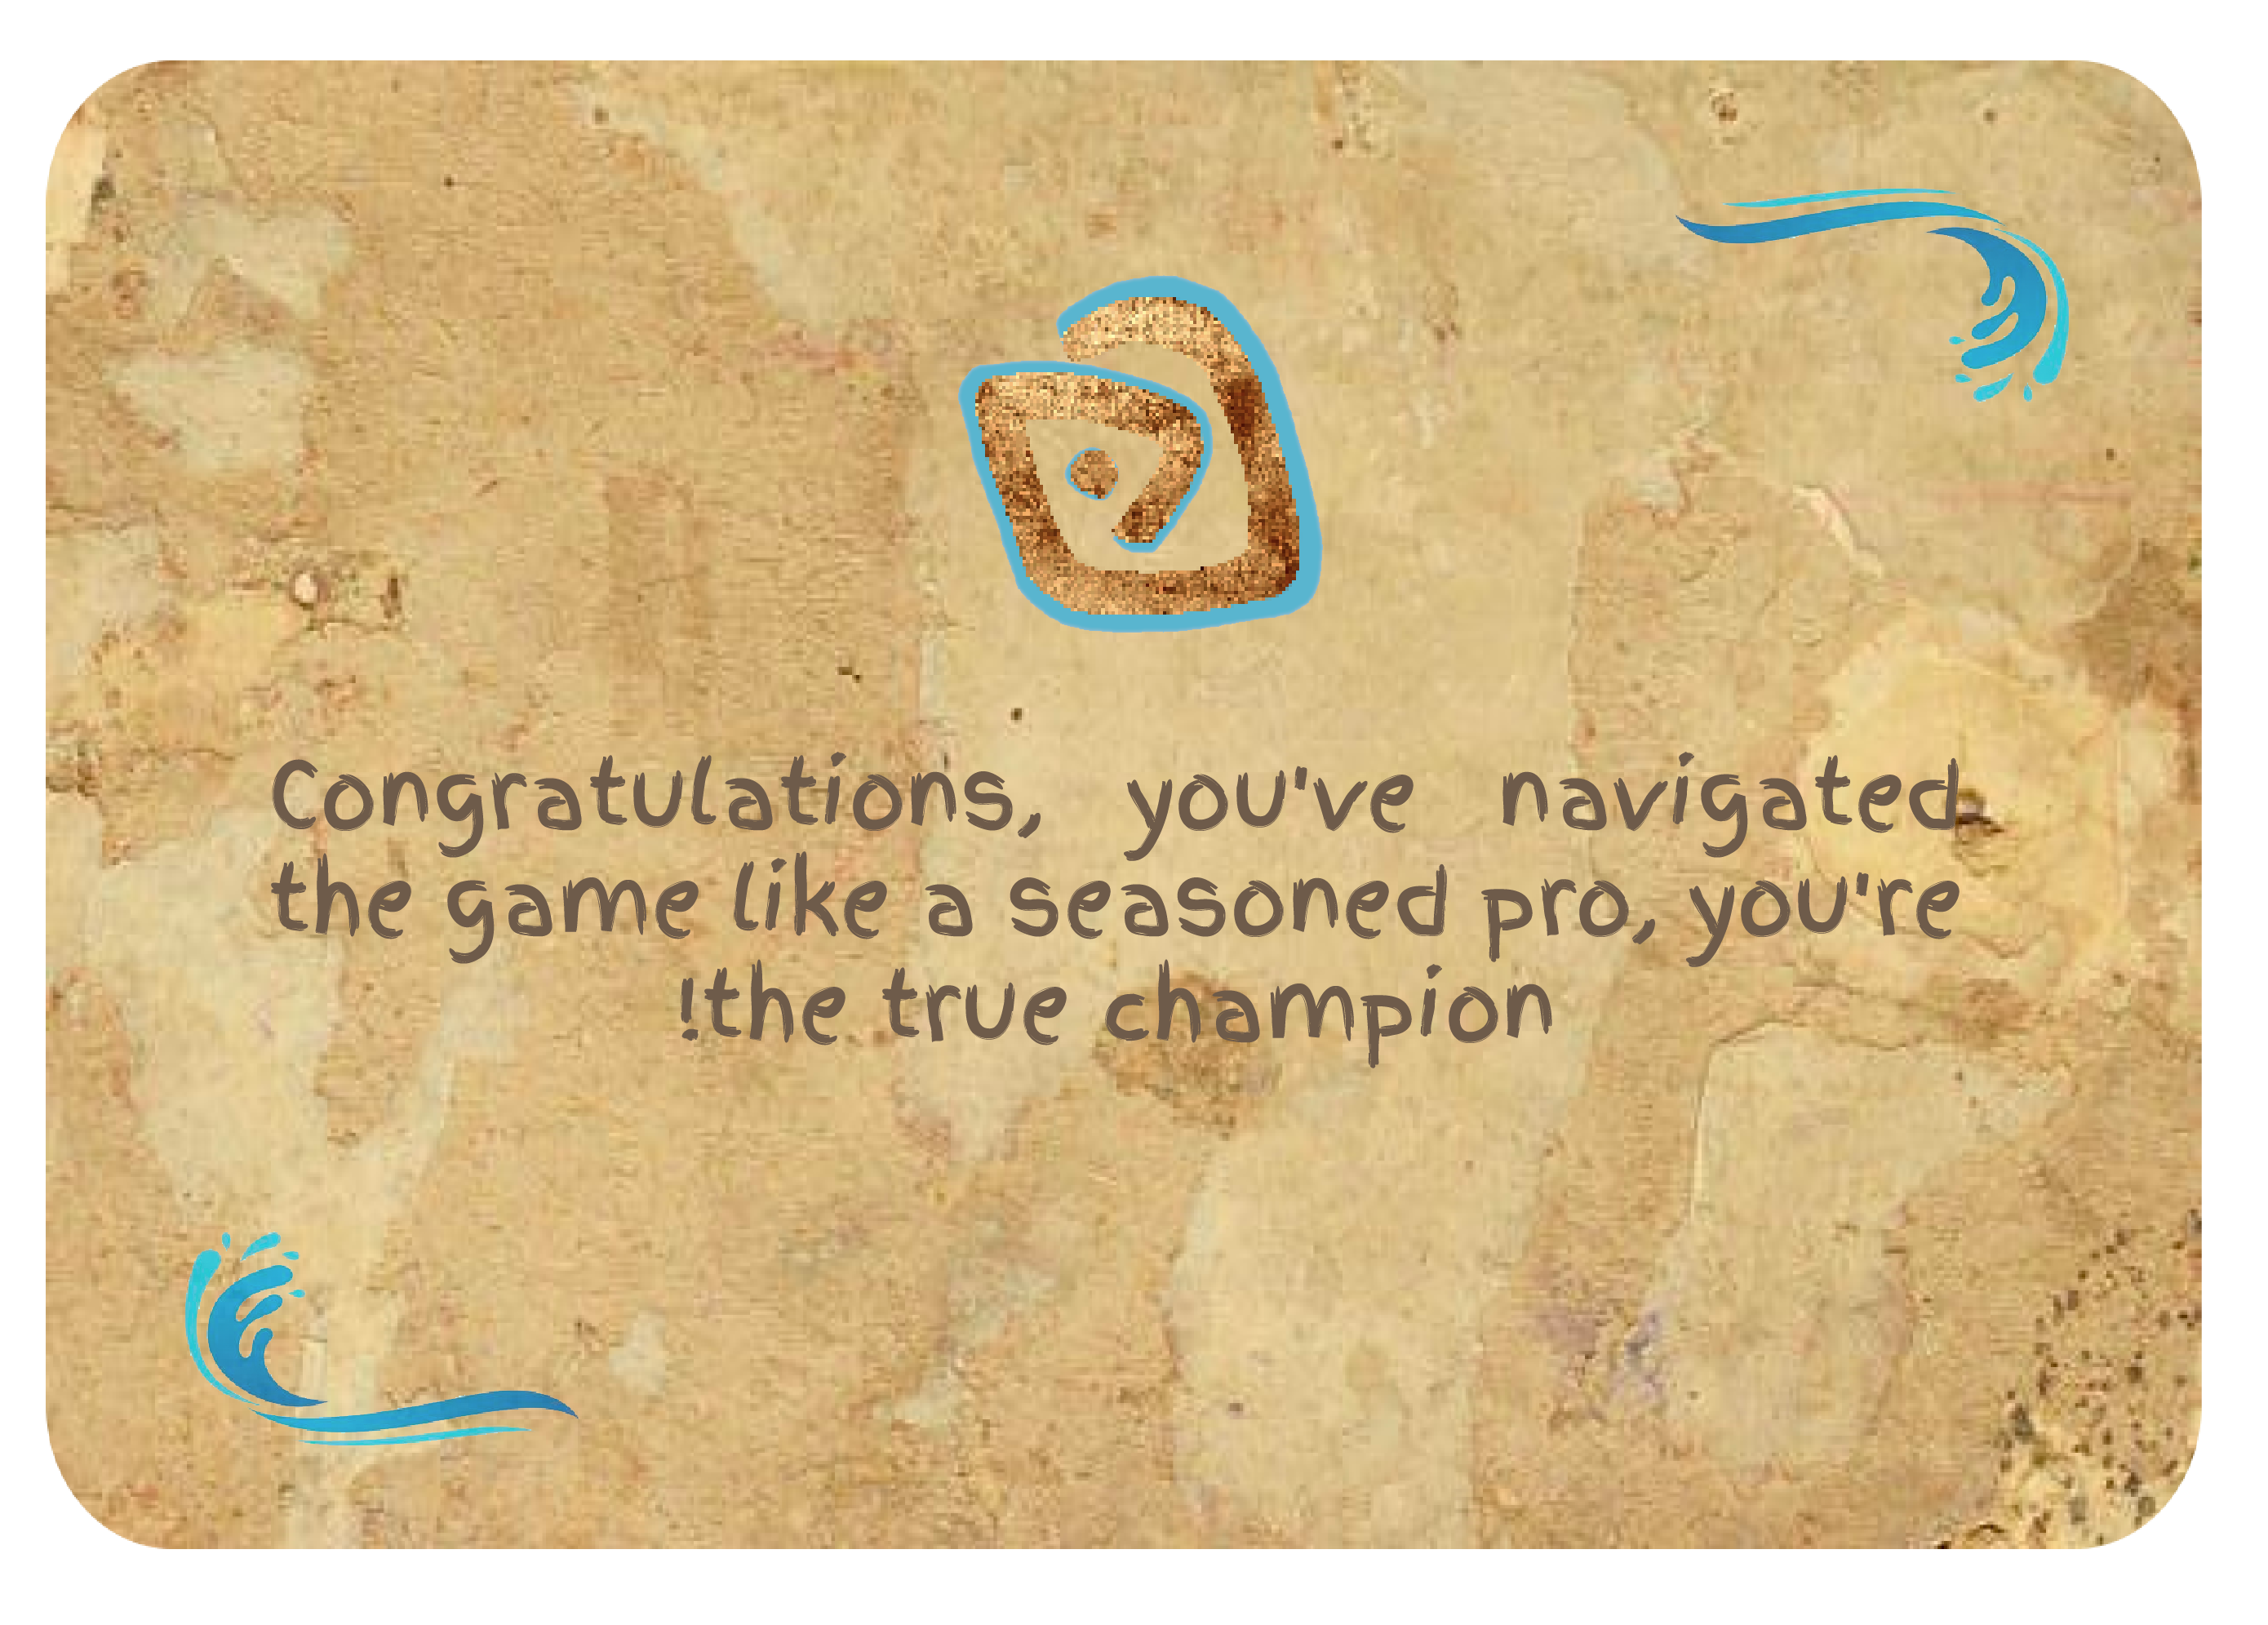 Congratulations, you've navigated
the game like a seasoned pro, you're
!the true champion